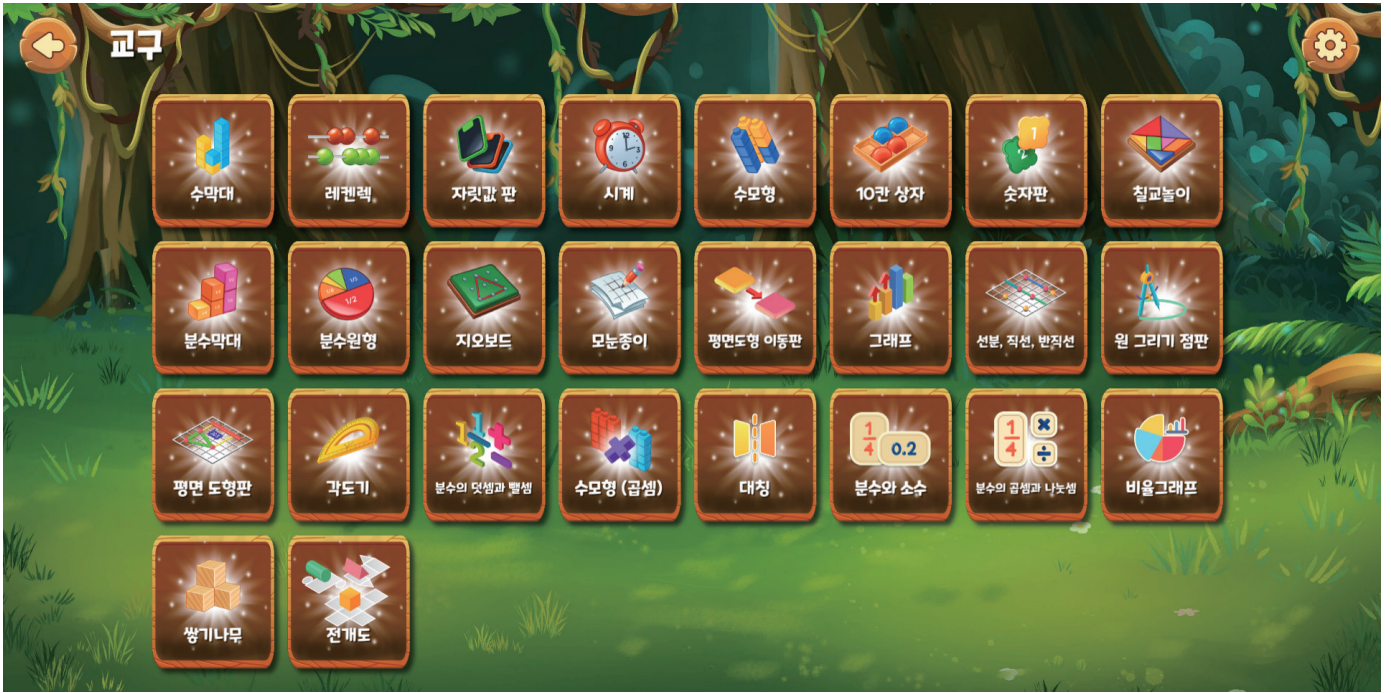 교구
수막대
레켄렉
자릿값 판
시계
수모형
10칸 상자
숫자판
칠교놀이
분수막대
분수원형
지오보드
모눈종이
평면도형 이동판
그래프
선분, 직선, 반직선
원 그리기 점판
평면 도형판
각도기
분수의 덧셈과 뺄셈
수모형 (곱셈)
대칭
분수와 소수
분수의 곱셈과 나눗셈
비율그래프
쌓기나무
전개도